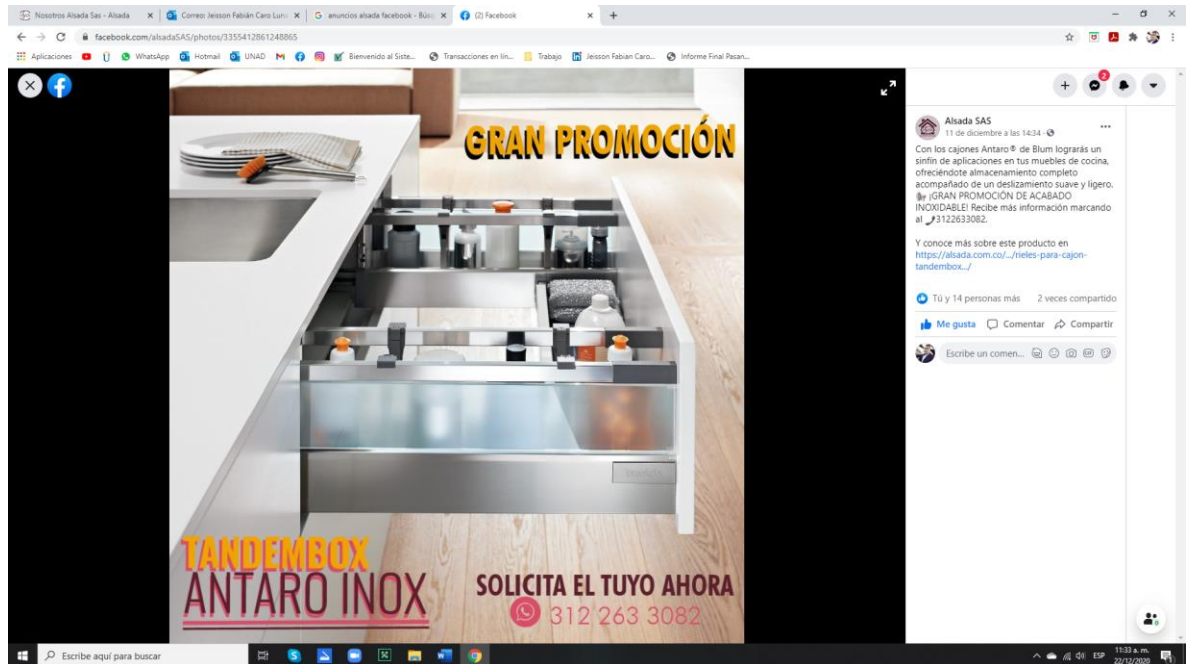 Nosotros Alsada Sas - Alsada
Correo: Jeisson Fabián Caro Lun
anuncios alsada facebook - Bús
(2) Facebook
facebook.com/alsadaSAS/photos/3355412861248865
Aplicaciones
WhatsApp
Hotmail
UNAD
Bienvenido al Siste...
Transacciones en lín...
Trabajo
Jeisson Fabian Caro...
Informe Final Pasan...
GRAN PROMOCIÓN
TANDEMBOX
ANTARO INOX
SOLICITA EL TUYO AHORA
312 263 3082
2
Alsada SAS
11 de diciembre a las 14:34 ·
Con los cajones Antaro® de Blum lograrás un
sinfín de aplicaciones en tus muebles de cocina,
ofreciéndote almacenamiento completo
acompañado de un deslizamiento suave y ligero.
¡GRAN PROMOCIÓN DE ACABADO
INOXIDABLE! Recibe más información marcando
al 3122633082.
Y conoce más sobre este producto en
https://alsada.com.co/.../rieles-para-cajon-
tandembox.../
Tú y 14 personas más 2 veces compartido
Me gusta Comentar Compartir
Escribe un comen...
Escribe aquí para buscar
ESP
11:33 a. m.
22/12/2020